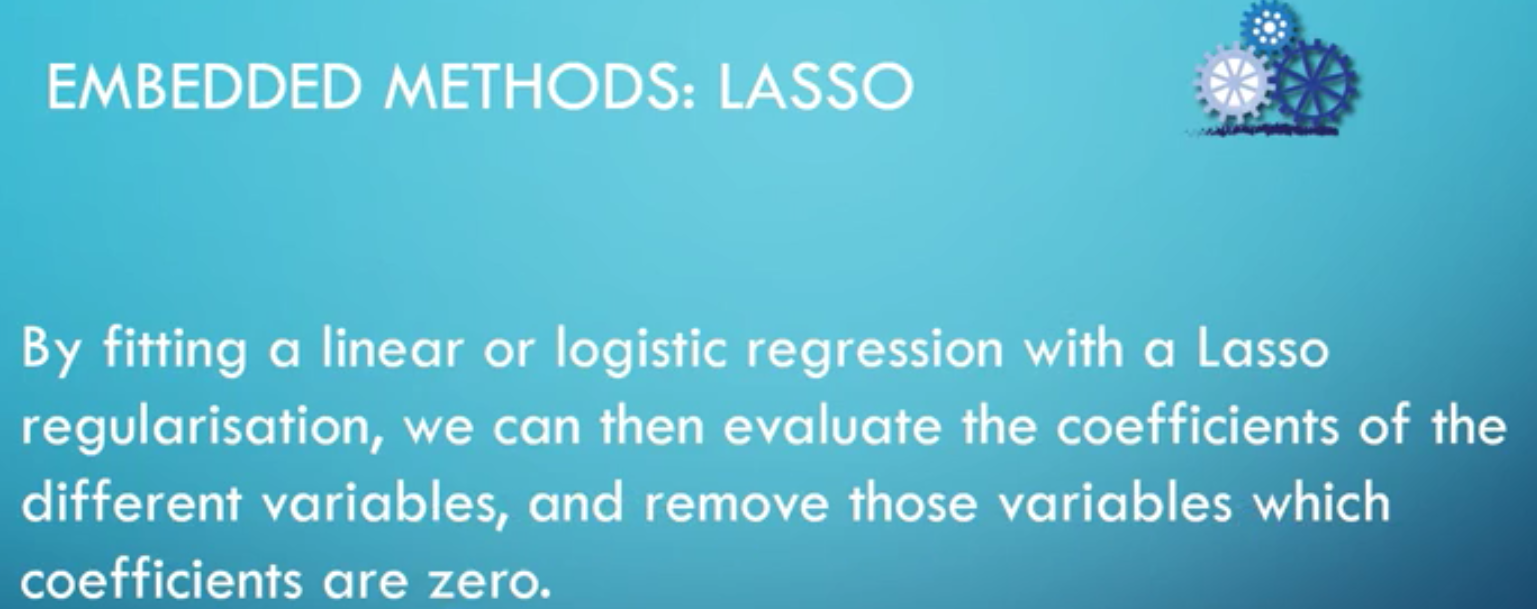 EMBEDDED METHODS: LASSO
By fitting a linear or logistic regression with a Lasso
regularisation, we can then evaluate the coefficients of the
different variables, and remove those variables which
coefficients are zero.